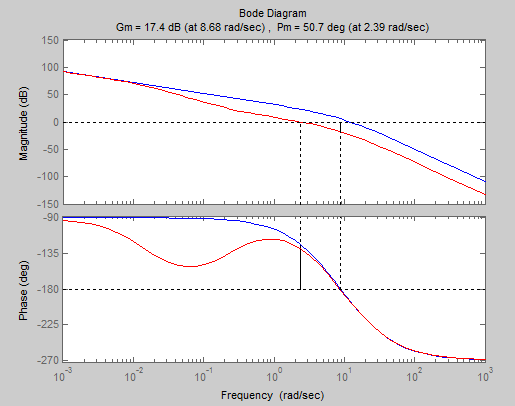 Bode Diagram
Gm = 17.4 dB (at 8.68 rad/sec) , Pm = 50.7 deg (at 2.39 rad/sec)
150
100
50
0
-50
-100
-150
Magnitude (dB)
-90
-135
-180
-225
-270
Phase (deg)
10^-3 10^-2 10^-1 10^0 10^1 10^2 10^3
Frequency (rad/sec)